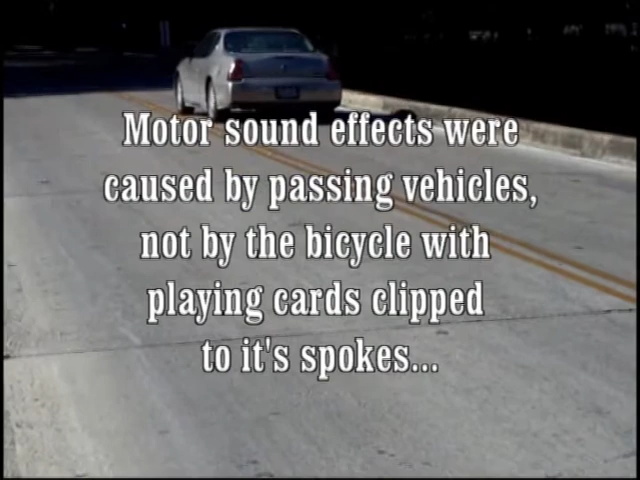 Motor sound effects were
caused by passing vehicles,
not by the bicycle with
playing cards clipped
to it's spokes...